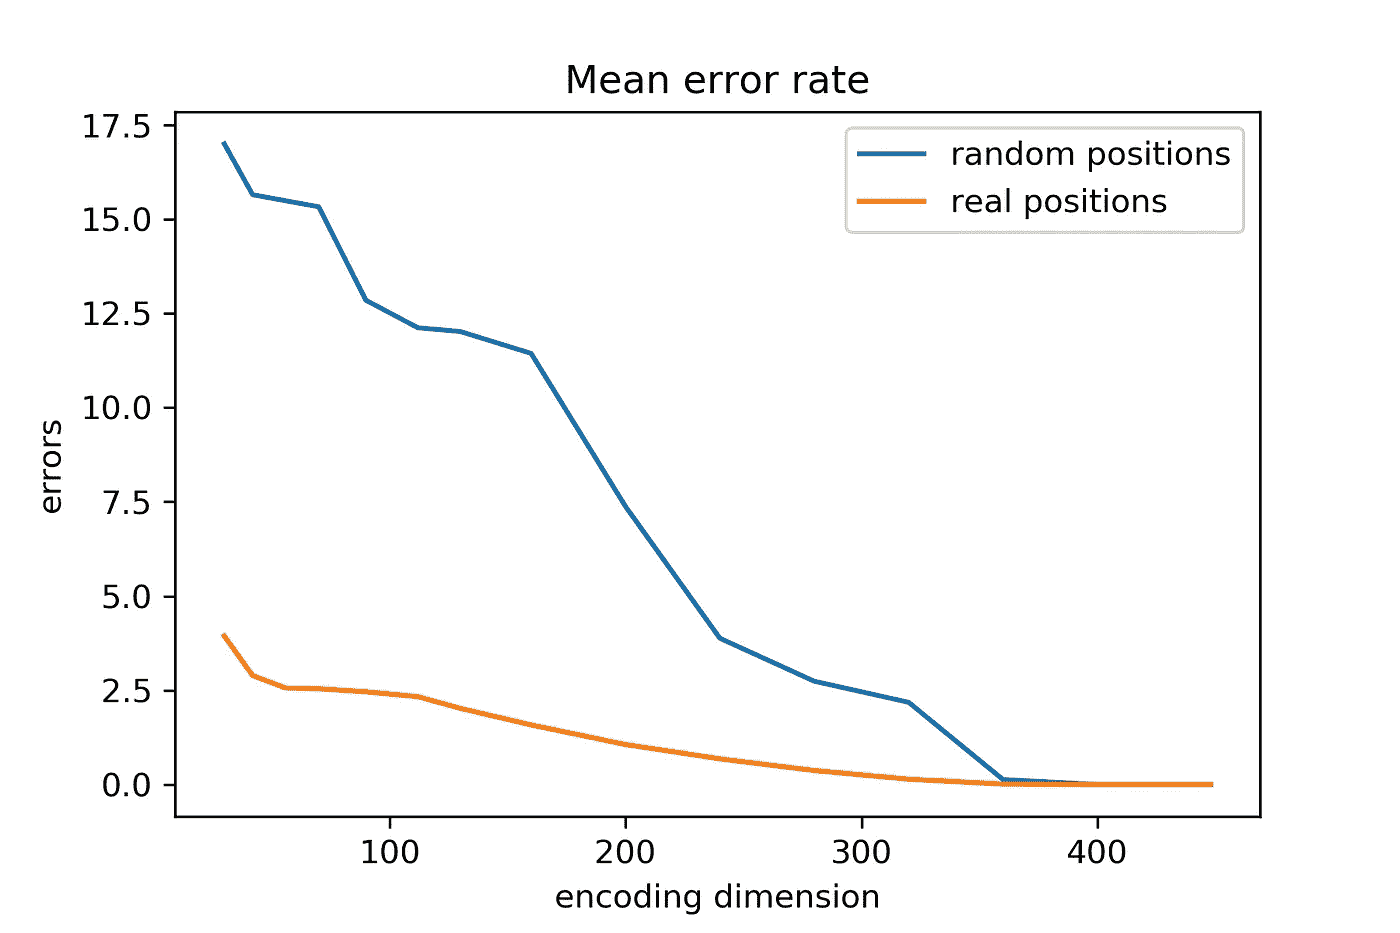 Mean error rate
random positions
real positions
17.5
15.0
12.5
10.0
7.5
5.0
2.5
0.0
errors
100 200 300 400
encoding dimension